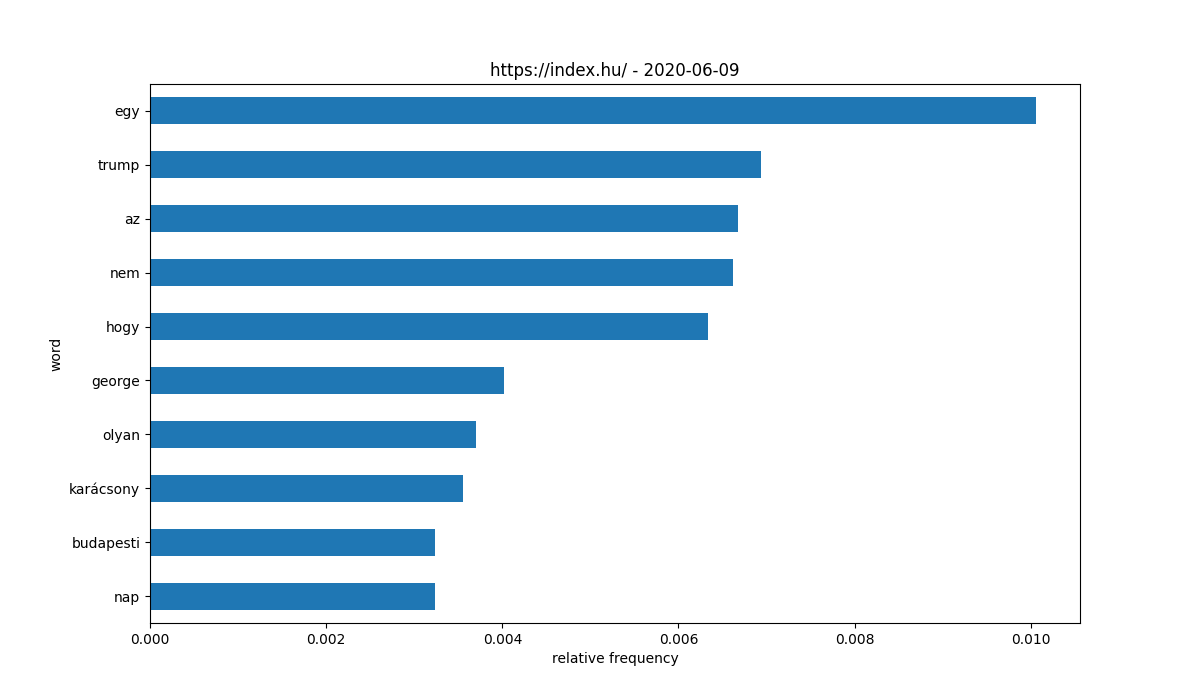 https://index.hu/ - 2020-06-09
egy
trump
az
nem
hogy
george
olyan
karácsony
budapesti
nap
word
0.000 0.002 0.004 0.006 0.008 0.010
relative frequency